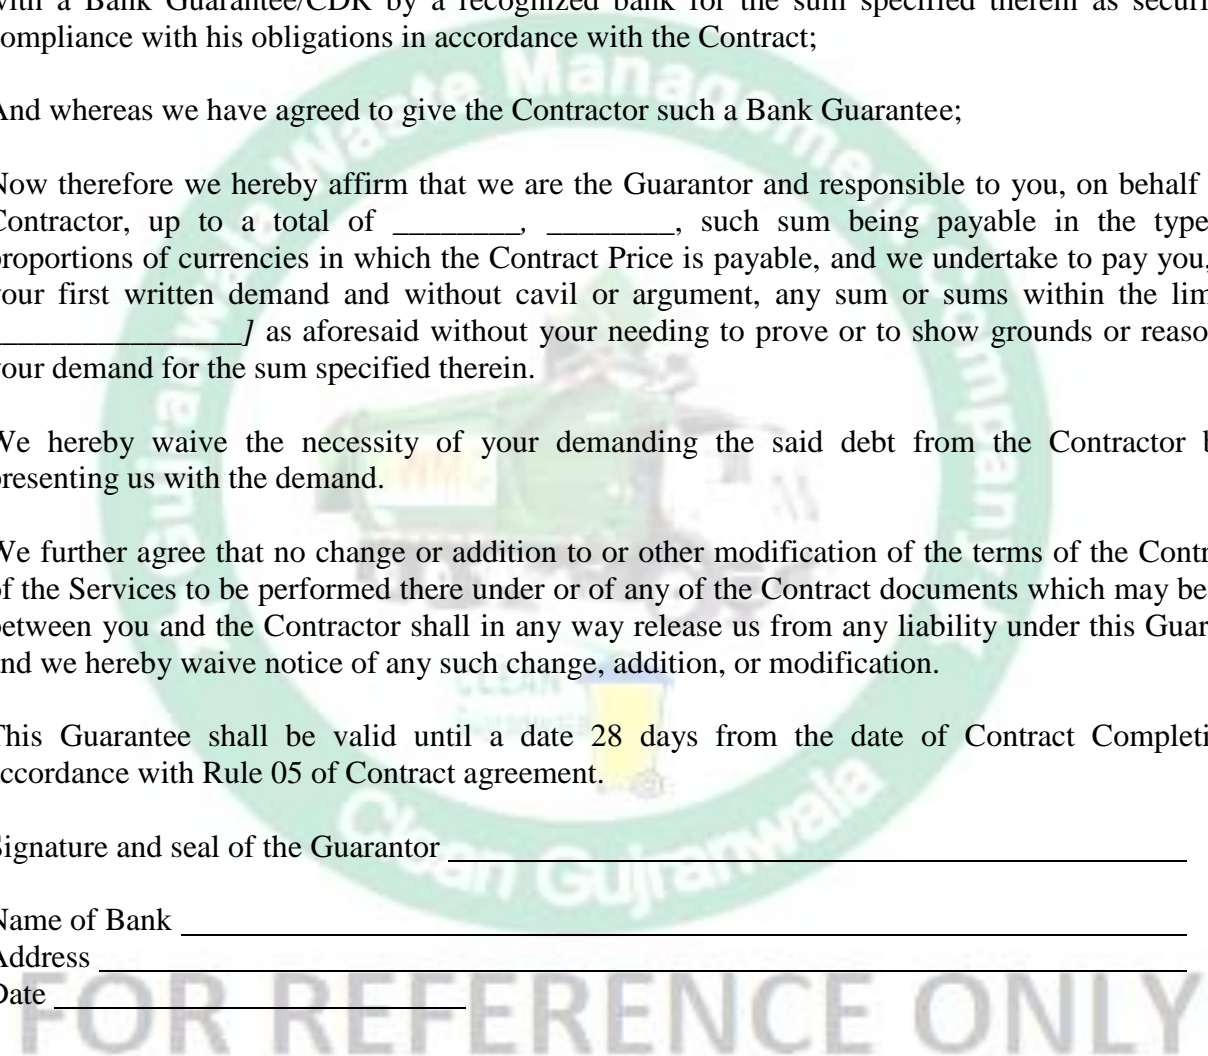 with a Bank Guarantee/CDR by a recognized bank for the sum specified therein as securi
ompliance with his obligations in accordance with the Contract;
And whereas we have agreed to give the Contractor such a Bank Guarantee;
Now therefore we hereby affirm that we are the Guarantor and responsible to you, on behalf
Contractor, up to a total of ________, ________, such sum being payable in the type
proportions of currencies in which the Contract Price is payable, and we undertake to pay you,
your first written demand and without cavil or argument, any sum or sums within the lim
_______________] as aforesaid without your needing to prove or to show grounds or reaso
your demand for the sum specified therein.
We hereby waive the necessity of your demanding the said debt from the Contractor b
presenting us with the demand.
We further agree that no change or addition to or other modification of the terms of the Contr
of the Services to be performed there under or of any of the Contract documents which may be
between you and the Contractor shall in any way release us from any liability under this Guar
and we hereby waive notice of any such change, addition, or modification.
This Guarantee shall be valid until a date 28 days from the date of Contract Completi
ccordance with Rule 05 of Contract agreement.
Signature and seal of the Guarantor
Name of Bank
Address
Date
Gujranwala Waste Management Company
CLEAN
Clean Gujranwala
FOR REFERENCE ONLY